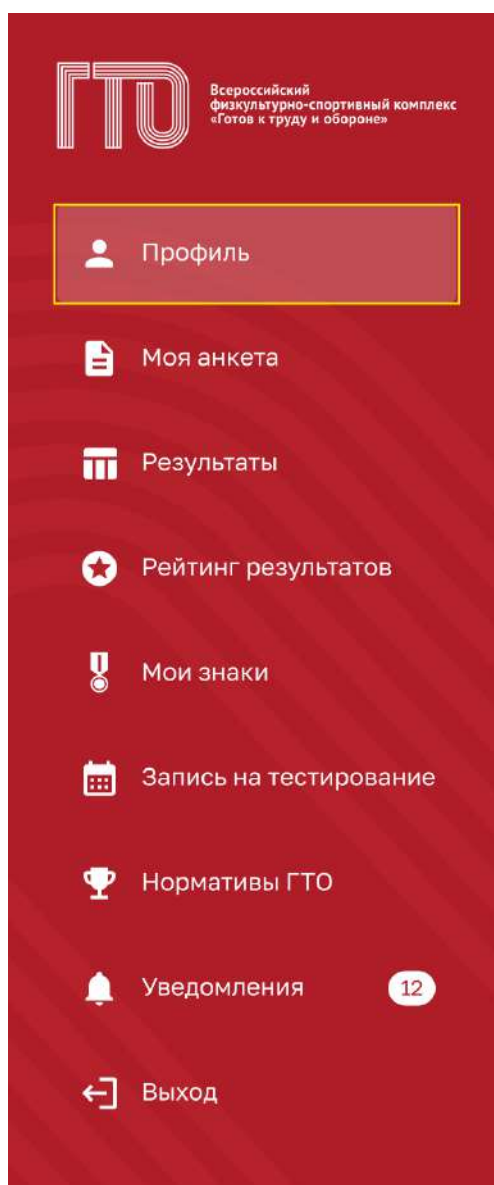 ГТО
Всероссийский
физкультурно-спортивный комплекс
«Готов к труду и обороне»
Профиль
Моя анкета
Результаты
Рейтинг результатов
Мои знаки
Запись на тестирование
Нормативы ГТО
Уведомления 12
Выход